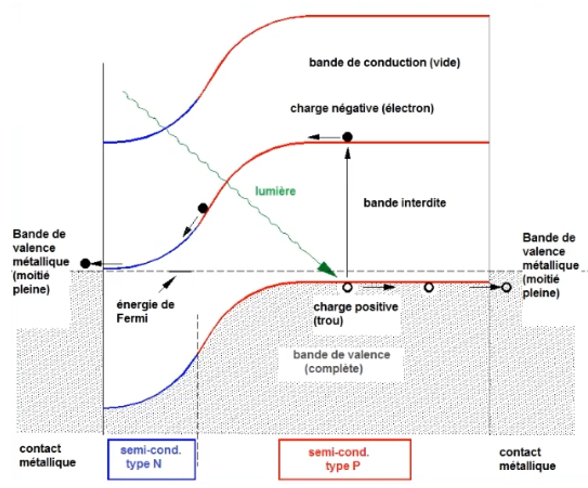 bande de conduction (vide)
charge négative (électron)
lumière
bande interdite
Bande de
valence
métallique
(moitié
pleine)
Bande de
valence
métallique
(moitié
pleine)
énergie de
Fermi
charge positive
(trou)
bande de valence
(complète)
contact
métallique
semi-cond.
type N
semi-cond.
type P
contact
métallique